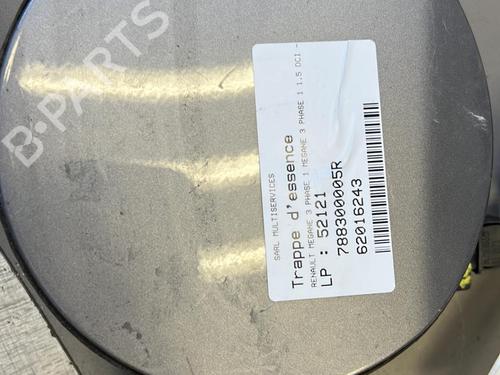 B-PARTS
SARL MULTISERVICES
Trappe d'essence
RENAULT MEGANE 3 PHASE 1 MEGANE 3 PHASE 1 1.5 DCI -
LP : 52121
788300005R
62016243